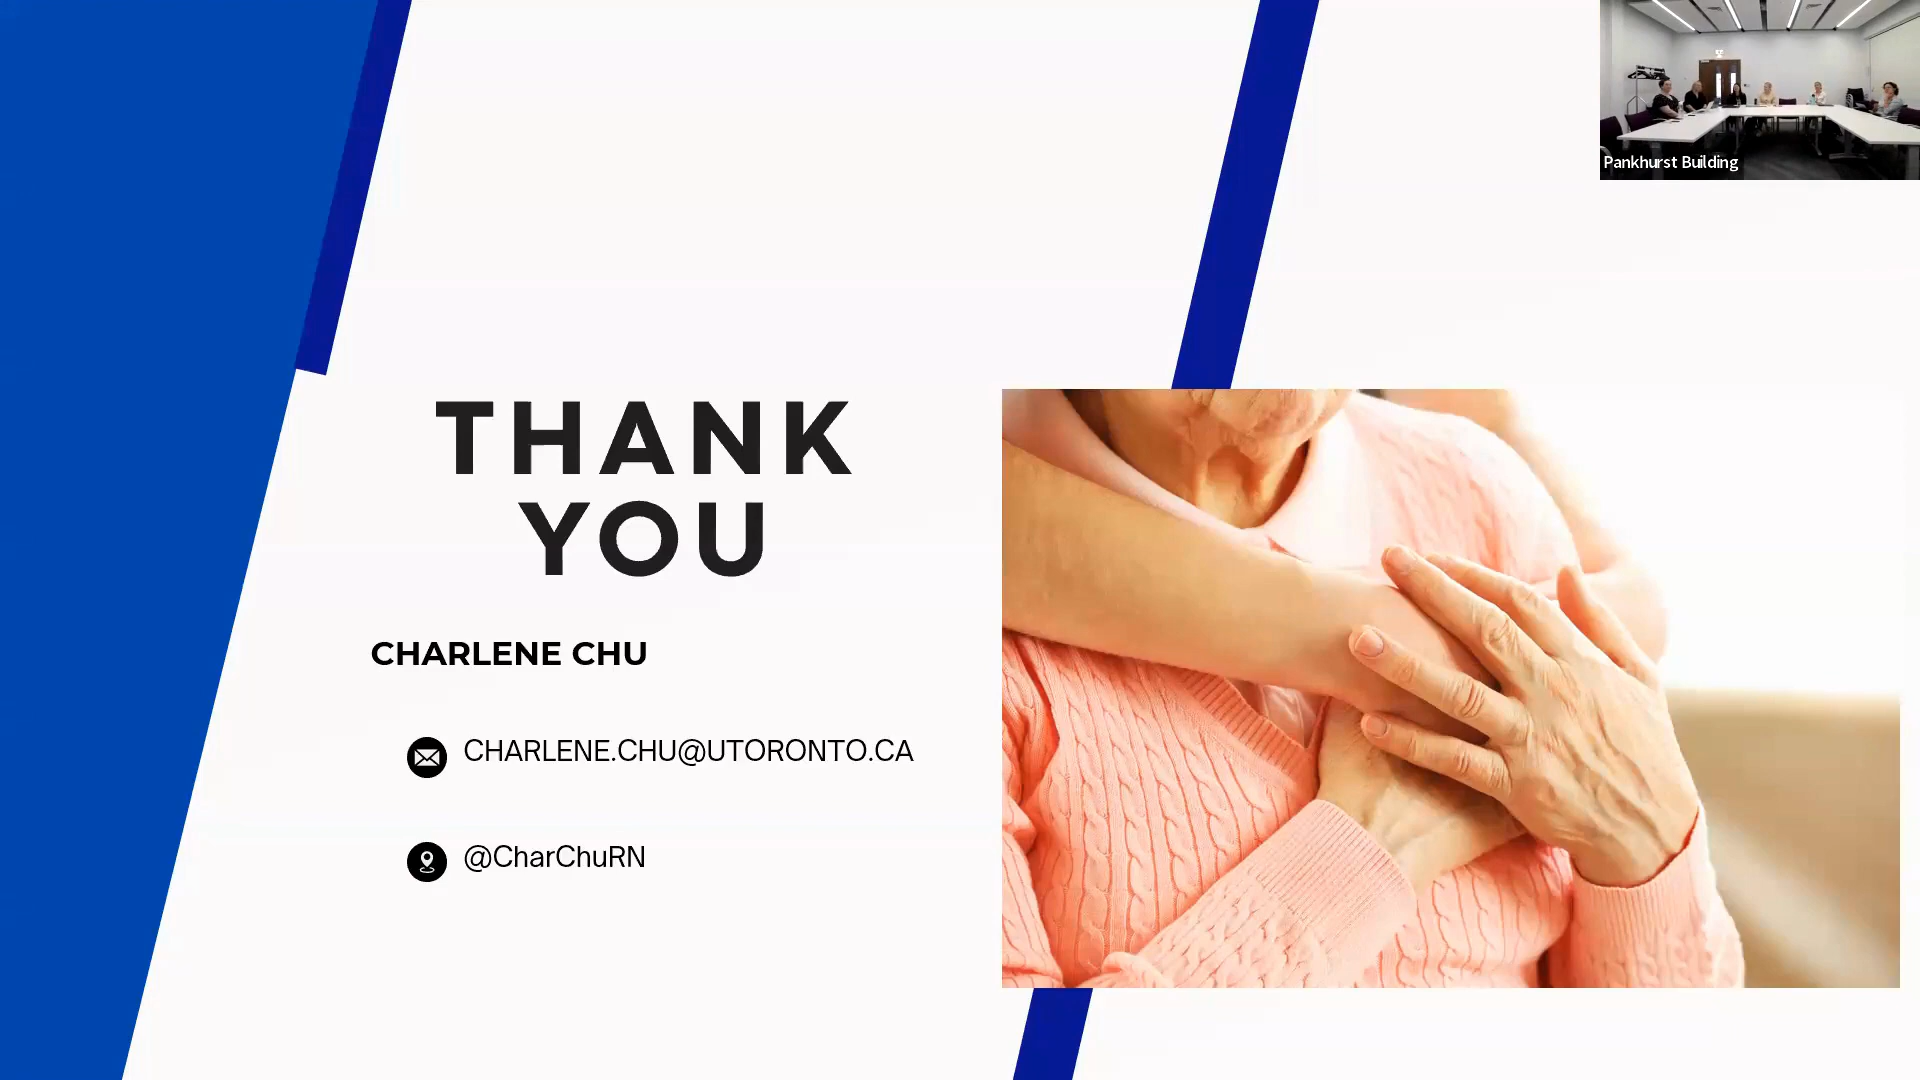 Pankhurst Building
THANK
YOU
CHARLENE CHU
CHARLENE.CHU@UTORONTO.CA
@CharChuRN